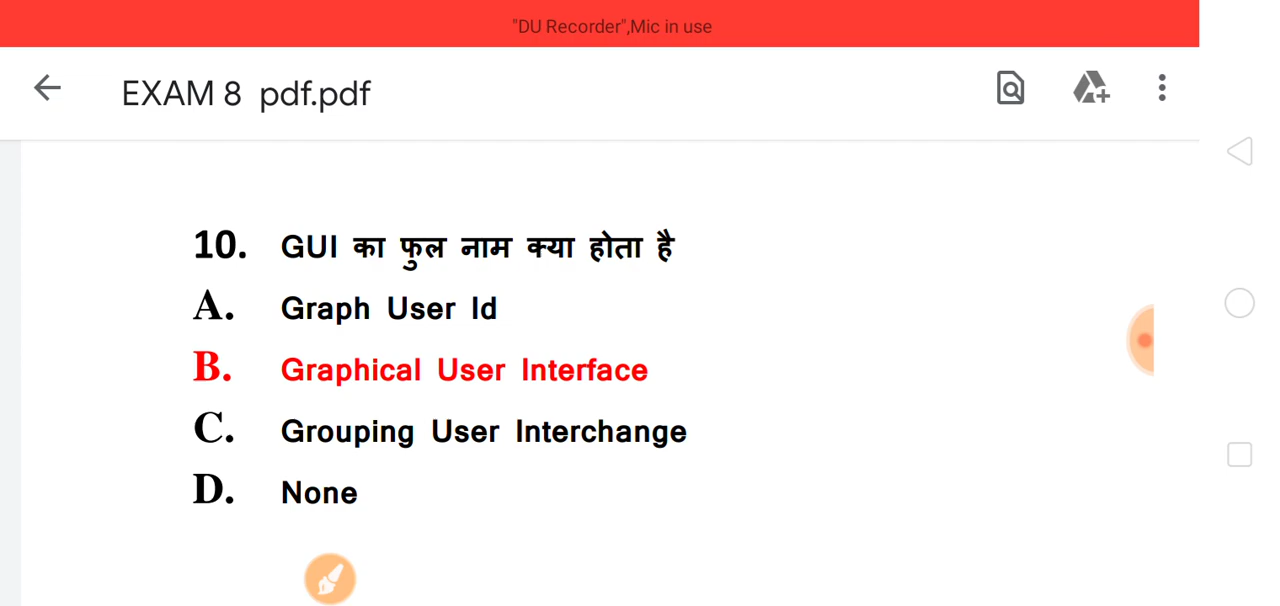 "DU Recorder",Mic in use
EXAM 8 pdf.pdf
10. GUI का फुल नाम क्या होता है
A. Graph User Id
B. Graphical User Interface
C. Grouping User Interchange
D. None